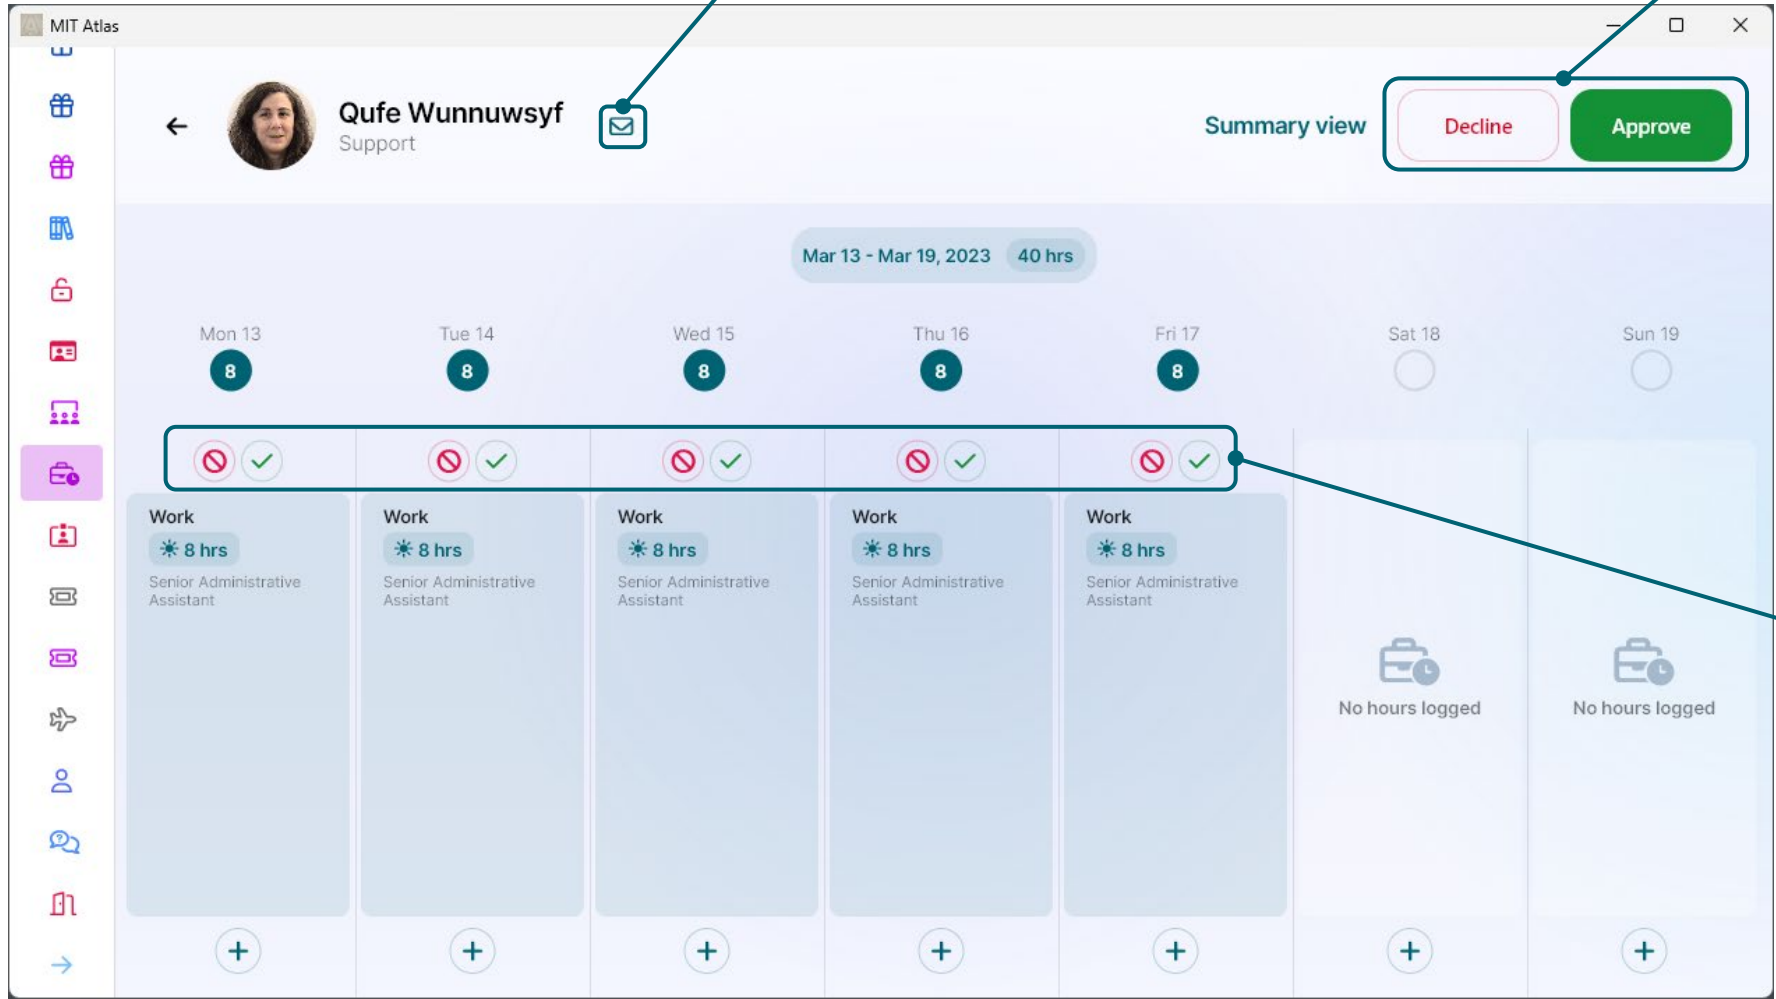 MIT Atlas
Qufe Wunnuwsyf
Support
Summary view
Decline
Approve
Mar 13 - Mar 19, 2023 40 hrs
Mon 13
Tue 14
Wed 15
Thu 16
Fri 17
Sat 18
Sun 19
8
8
8
8
8
Work
8 hrs
Senior Administrative
Assistant
Work
8 hrs
Senior Administrative
Assistant
Work
8 hrs
Senior Administrative
Assistant
Work
8 hrs
Senior Administrative
Assistant
Work
8 hrs
Senior Administrative
Assistant
No hours logged
No hours logged